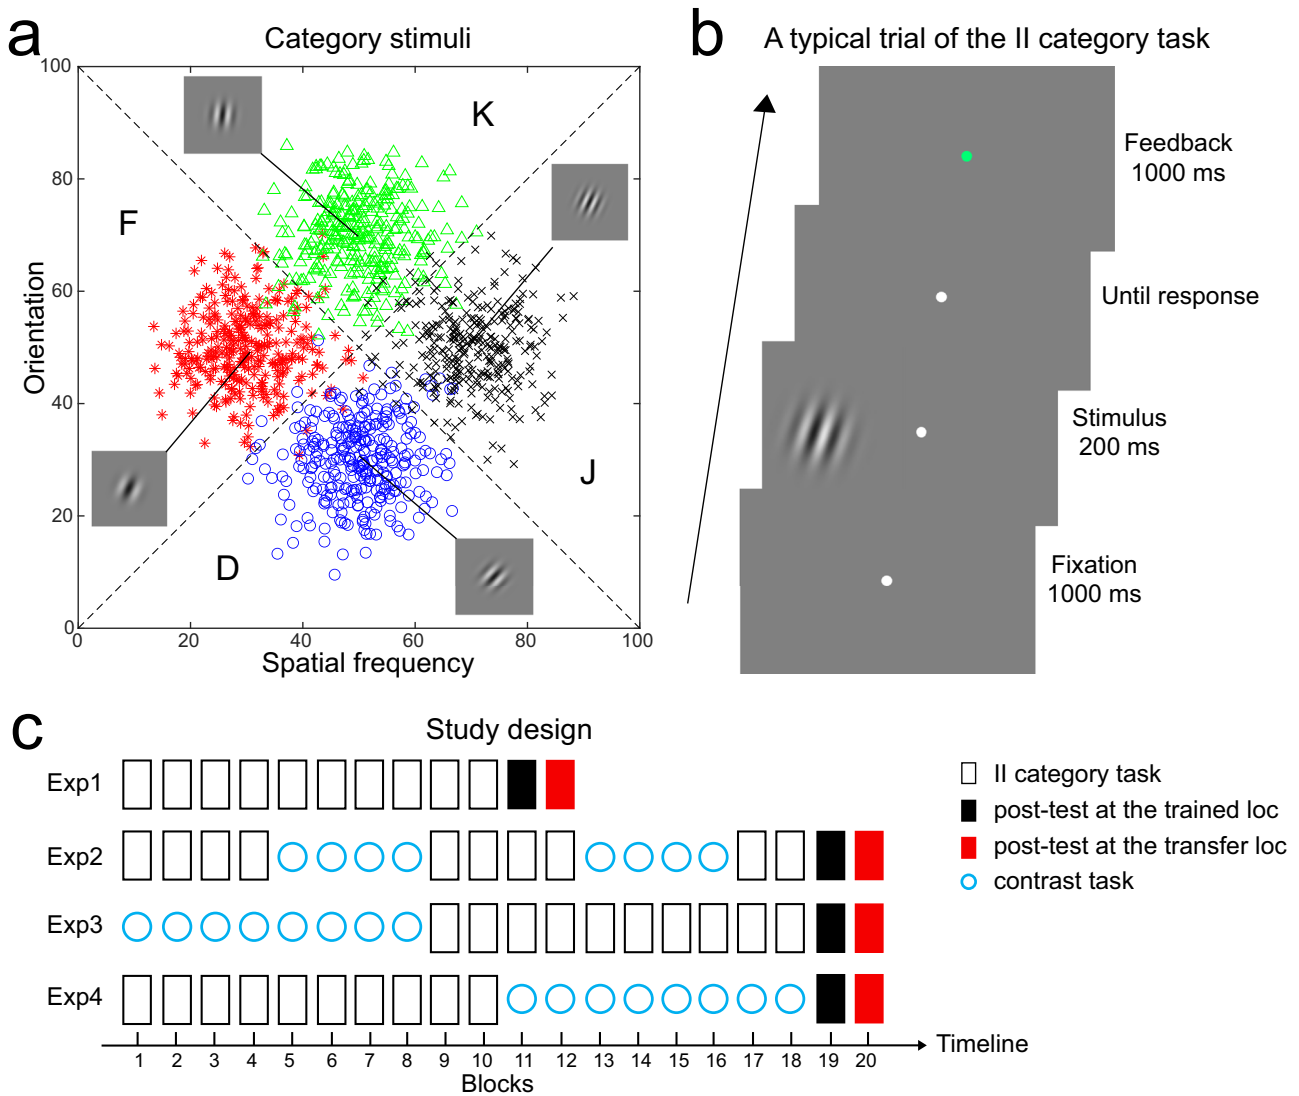 a
Category stimuli
100
80
60
40
20
0
Orientation
K
F
J
D
0 20 40 60 80 100
Spatial frequency
b
A typical trial of the II category task
Feedback
1000 ms
Until response
Stimulus
200 ms
Fixation
1000 ms
c
Study design
Exp1
Exp2
Exp3
Exp4
II category task
post-test at the trained loc
post-test at the transfer loc
contrast task
1 2 3 4 5 6 7 8 9 10 11 12 13 14 15 16 17 18 19 20
Timeline
Blocks